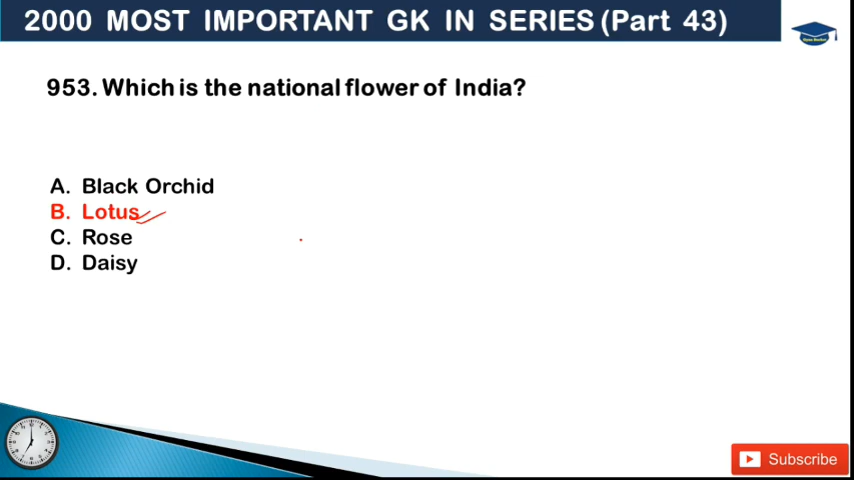 2000 MOST IMPORTANT GK IN SERIES (Part 43)
953. Which is the national flower of India?
A. Black Orchid
B. Lotus
C. Rose
D. Daisy
Subscribe